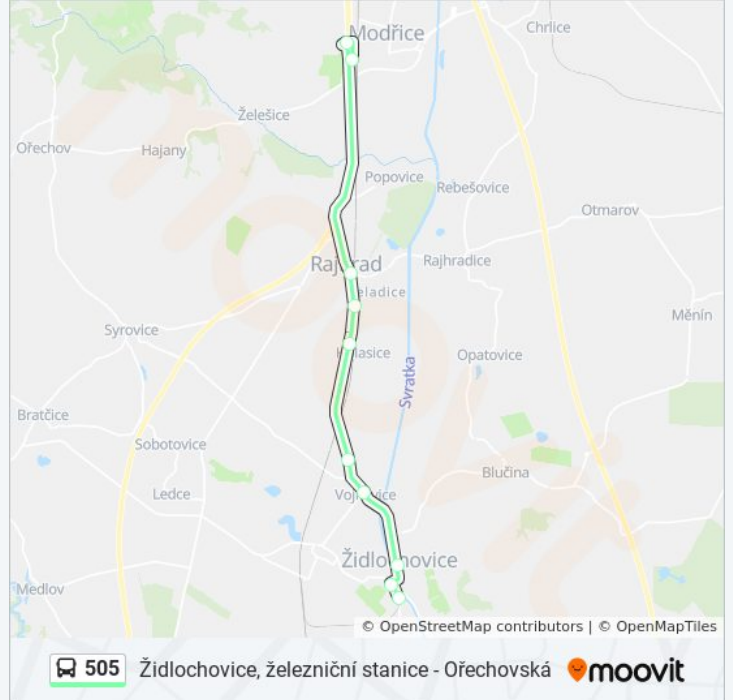 Modřice
Chrlice
Želešice
Ořechov
Hajany
Popovice
Rebešovice
Otmarov
Rajhrad
Rajhradice
Měnín
Syrovice
Opatovice
Svratka
Bratčice
Sobotovice
Blučina
Ledce
Vojkovice
Židlochovice
Medlov
© OpenStreetMap contributors | © OpenMapTiles
505 Židlochovice, železniční stanice - Ořechovská moovit